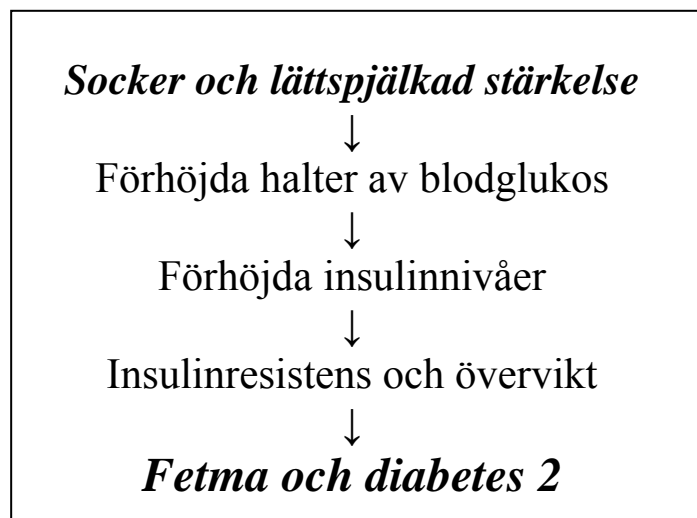 Socker och lättspjälkad stärkelse
↓
Förhöjda halter av blodglukos
↓
Förhöjda insulinnivåer
↓
Insulinresistens och övervikt
↓
Fetma och diabetes 2